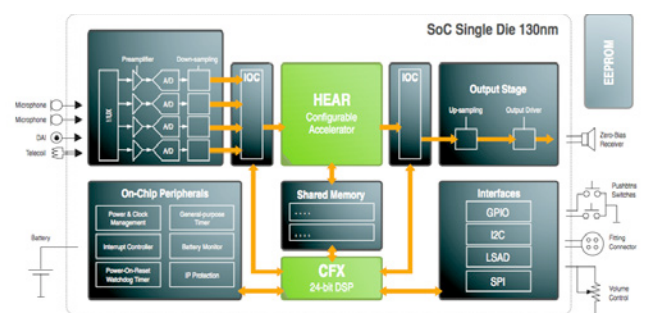 SoC Single Die 130nm
EEPROM
Preamplifier
Down-sampling
MUX
A/D
A/D
A/D
A/D
IOC
HEAR
Configurable
Accelerator
IOC
Output Stage
Up-sampling
Output Driver
Microphone
Microphone
DAI
Telecoil
Zero-Bias
Receiver
On-Chip Peripherals
Power & Clock
Management
General-purpose
Timer
Interrupt Controller
Battery Monitor
Power-On-Reset
Watchdog Timer
IP Protection
Shared Memory
....
....
CFX
24-bit DSP
Interfaces
GPIO
I2C
LSAD
SPI
Battery
Pushbttns
Switches
Fitting
Connector
Volume
Control